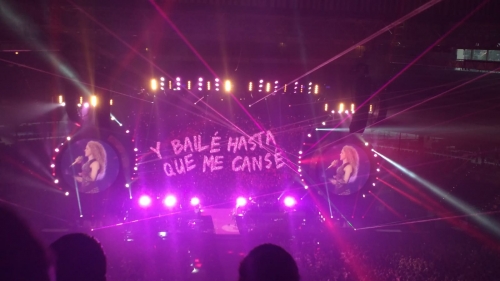 Y BAILÉ HASTA
QUE ME CANSÉ